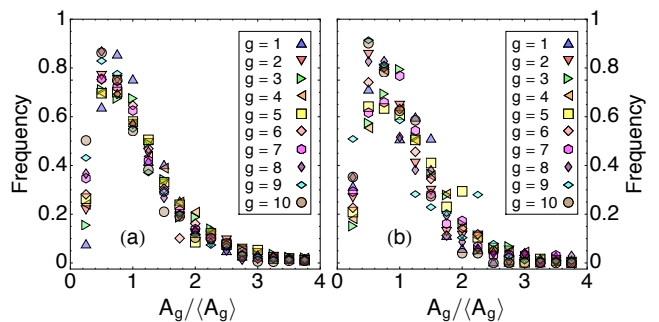 1
0.8
0.6
0.4
0.2
0
Frequency
0 1 2 3 4
A_g/⟨A_g⟩
(a)
g = 1
g = 2
g = 3
g = 4
g = 5
g = 6
g = 7
g = 8
g = 9
g = 10
0 1 2 3 4
A_g/⟨A_g⟩
(b)
g = 1
g = 2
g = 3
g = 4
g = 5
g = 6
g = 7
g = 8
g = 9
g = 10
1
0.8
0.6
0.4
0.2
0
Frequency